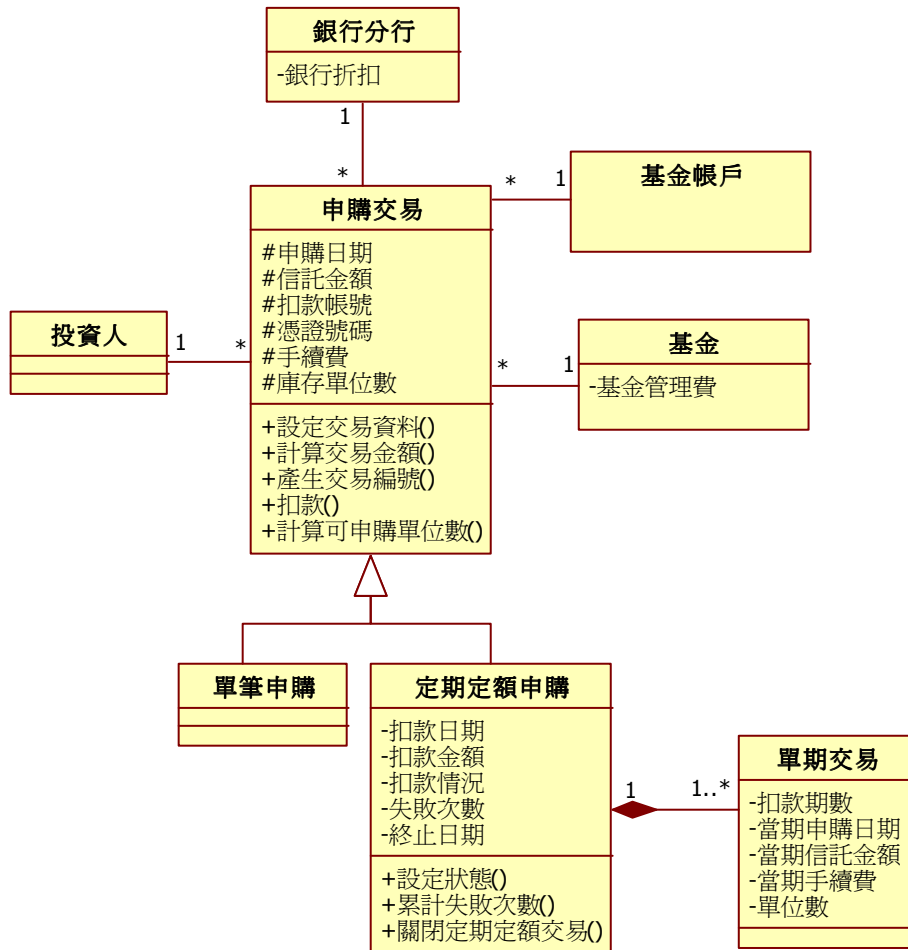 銀行分行
-銀行折扣
1
*
基金帳戶
*
1
申購交易
#申購日期
#信託金額
#扣款帳號
#憑證號碼
#手續費
#庫存單位數
+設定交易資料()
+計算交易金額()
+產生交易編號()
+扣款()
+計算可申購單位數()
投資人
1
*
基金
-基金管理費
*
1
單筆申購
定期定額申購
-扣款日期
-扣款金額
-扣款情況
-失敗次數
-終止日期
+設定狀態()
+累計失敗次數()
+關閉定期定額交易()
1
1..*
單期交易
-扣款期數
-當期申購日期
-當期信託金額
-當期手續費
-單位數